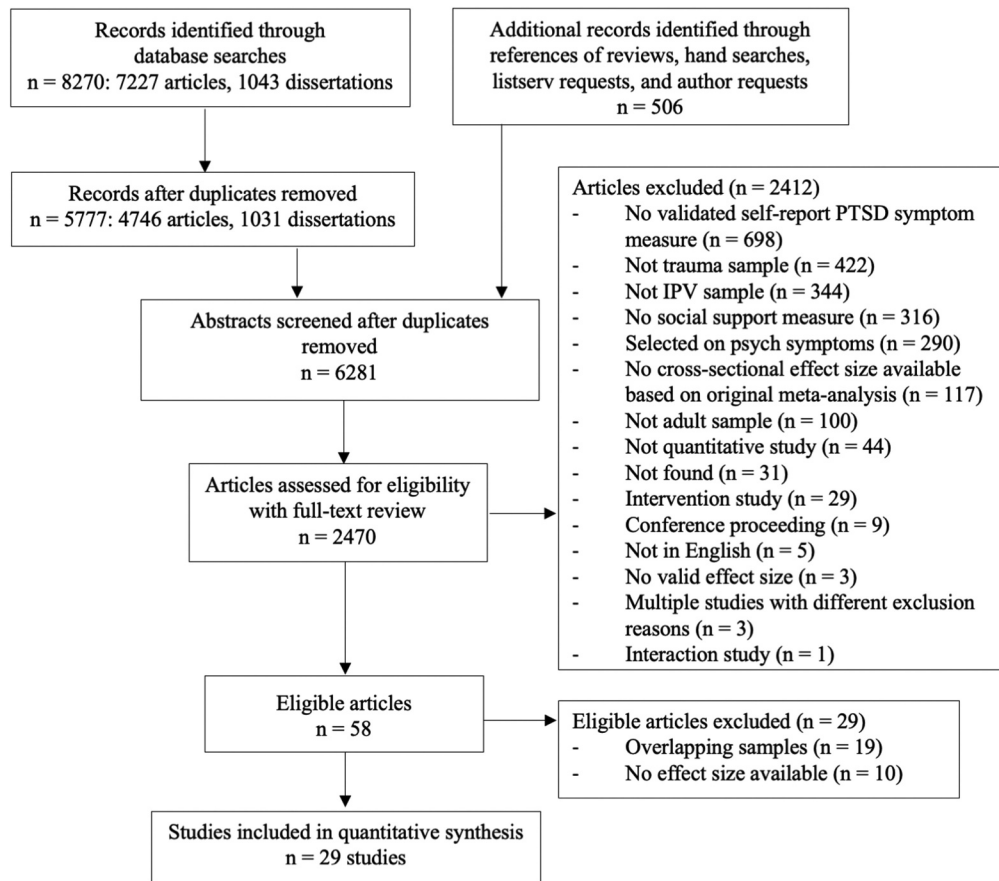 Records identified through
database searches
n = 8270: 7227 articles, 1043 dissertations
Additional records identified through
references of reviews, hand searches,
listserv requests, and author requests
n = 506
Records after duplicates removed
n = 5777: 4746 articles, 1031 dissertations
Abstracts screened after duplicates
removed
n = 6281
Articles assessed for eligibility
with full-text review
n = 2470
Articles excluded (n = 2412)
- No validated self-report PTSD symptom
measure (n = 698)
- Not trauma sample (n = 422)
- Not IPV sample (n = 344)
- No social support measure (n = 316)
- Selected on psych symptoms (n = 290)
- No cross-sectional effect size available
based on original meta-analysis (n = 117)
- Not adult sample (n = 100)
- Not quantitative study (n = 44)
- Not found (n = 31)
- Intervention study (n = 29)
- Conference proceeding (n = 9)
- Not in English (n = 5)
- No valid effect size (n = 3)
- Multiple studies with different exclusion
reasons (n = 3)
- Interaction study (n = 1)
Eligible articles
n = 58
Eligible articles excluded (n = 29)
- Overlapping samples (n = 19)
- No effect size available (n = 10)
Studies included in quantitative synthesis
n = 29 studies